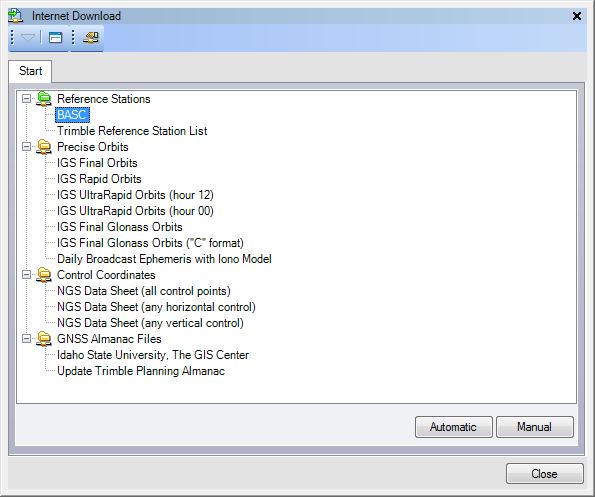 Internet Download
Start
Reference Stations
BASC
Trimble Reference Station List
Precise Orbits
IGS Final Orbits
IGS Rapid Orbits
IGS UltraRapid Orbits (hour 12)
IGS UltraRapid Orbits (hour 00)
IGS Final Glonass Orbits
IGS Final Glonass Orbits ("C" format)
Daily Broadcast Ephemeris with Iono Model
Control Coordinates
NGS Data Sheet (all control points)
NGS Data Sheet (any horizontal control)
NGS Data Sheet (any vertical control)
GNSS Almanac Files
Idaho State University, The GIS Center
Update Trimble Planning Almanac
Automatic
Manual
Close